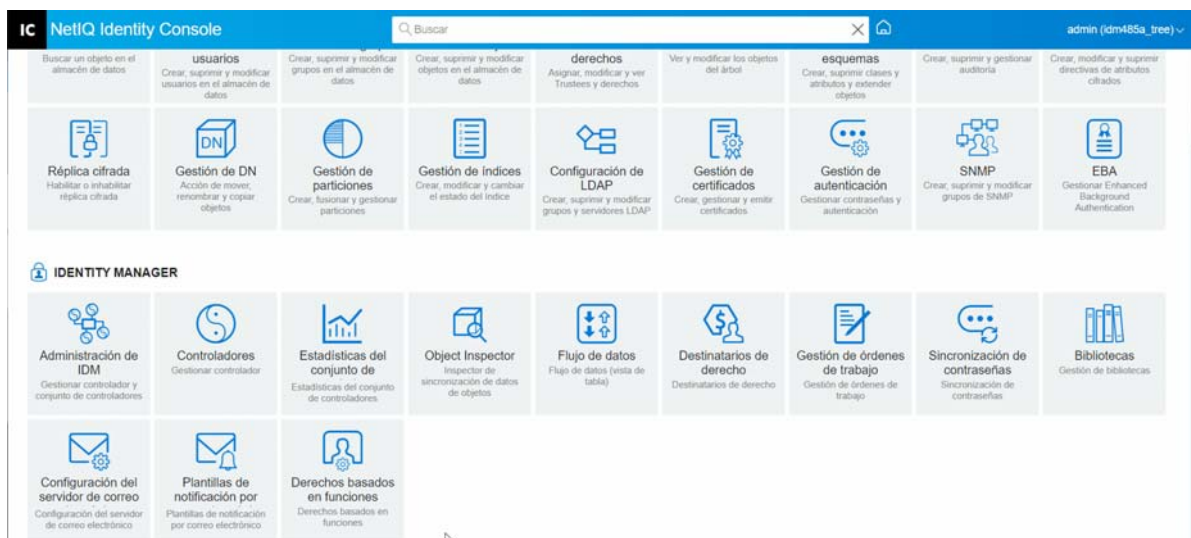 IC NetIQ Identity Console
Buscar
admin (idm485a_tree)
Buscar un objeto en el
almacén de datos
usuarios
Crear, suprimir y modificar
usuarios en el almacén de
datos
Crear, suprimir y modificar
grupos en el almacén de
datos
Crear, suprimir y modificar
objetos en el almacén de
datos
derechos
Asignar, modificar y ver
Trustees y derechos
Ver y modificar los objetos
del árbol
esquemas
Crear, suprimir clases y
atributos y extender
objetos
Crear, suprimir y gestionar
auditoría
Crear, modificar y suprimir
directivas de atributos
cifrados
Réplica cifrada
Habilitar o inhabilitar
réplica cifrada
DN
Gestión de DN
Acción de mover,
renombrar y copiar
objetos
Gestión de
particiones
Crear, fusionar y gestionar
particiones
Gestión de índices
Crear, modificar y cambiar
el estado del índice
Configuración de
LDAP
Crear, suprimir y modificar
grupos y servidores LDAP
Gestión de
certificados
Crear, gestionar y emitir
certificados
Gestión de
autenticación
Gestionar contraseñas y
autenticación
SNMP
Crear, suprimir y modificar
grupos de SNMP
EBA
Gestionar Enhanced
Background
Authentication
IDENTITY MANAGER
Administración de
IDM
Gestionar controlador y
conjunto de controladores
Controladores
Gestionar controlador
Estadísticas del
conjunto de
Estadísticas del conjunto
de controladores
Object Inspector
Inspector de
sincronización de datos
de objetos
Flujo de datos
Flujo de datos (vista de
tabla)
Destinatarios de
derecho
Destinatarios de derecho
Gestión de órdenes
de trabajo
Gestión de órdenes de
trabajo
Sincronización de
contraseñas
Sincronización de
contraseñas
Bibliotecas
Gestión de bibliotecas
Configuración del
servidor de correo
Configuración del servidor
de correo electrónico
Plantillas de
notificación por
Plantillas de notificación
por correo electrónico
Derechos basados
en funciones
Derechos basados en
funciones